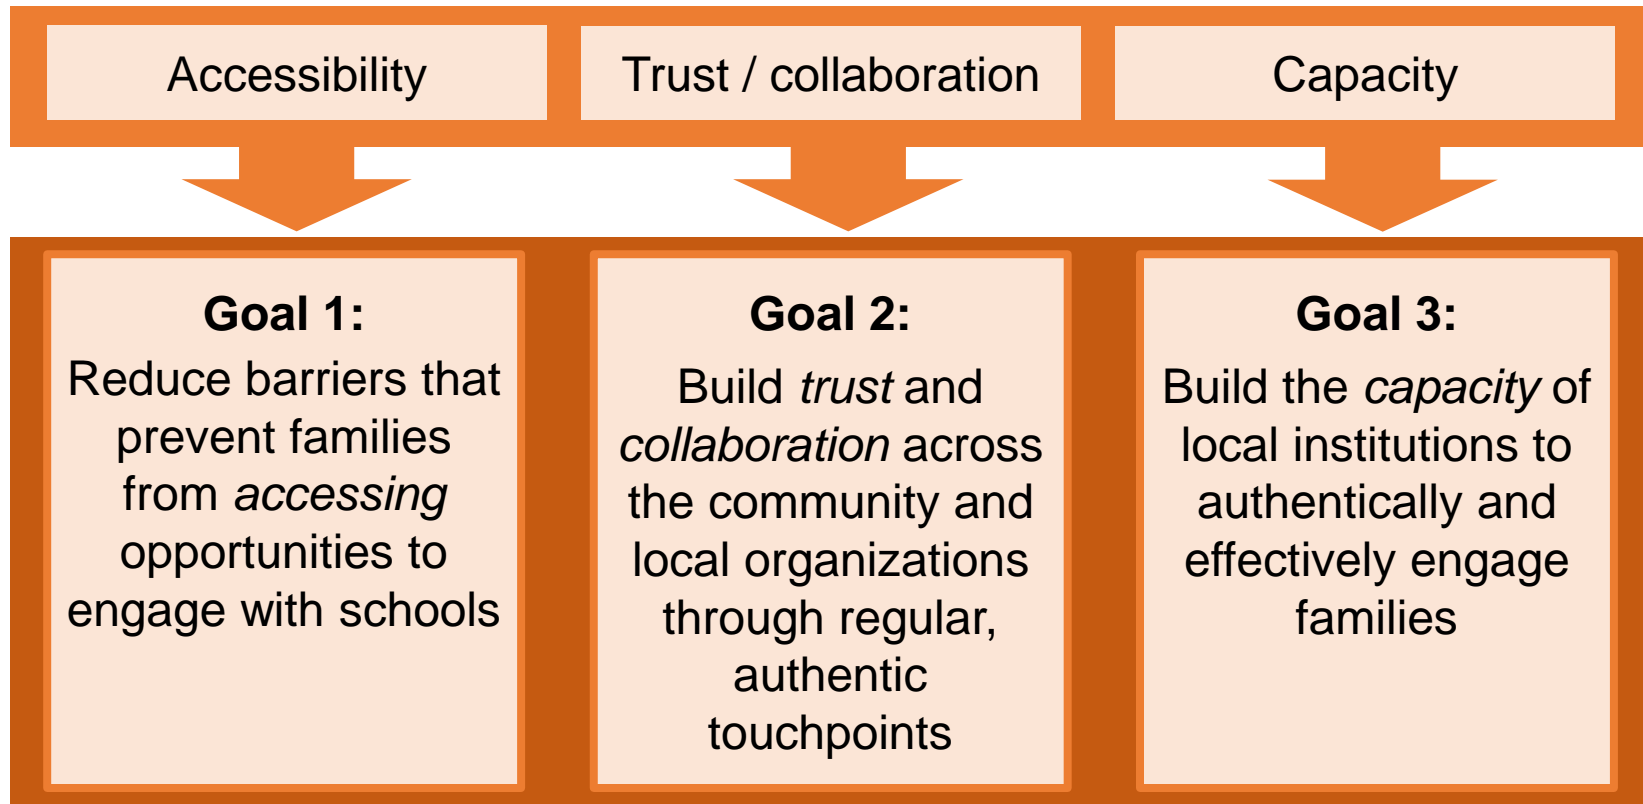 Accessibility
Trust / collaboration
Capacity
Goal 1:
Reduce barriers that
prevent families
from accessing
opportunities to
engage with schools
Goal 2:
Build trust and
collaboration across
the community and
local organizations
through regular,
authentic
touchpoints
Goal 3:
Build the capacity of
local institutions to
authentically and
effectively engage
families